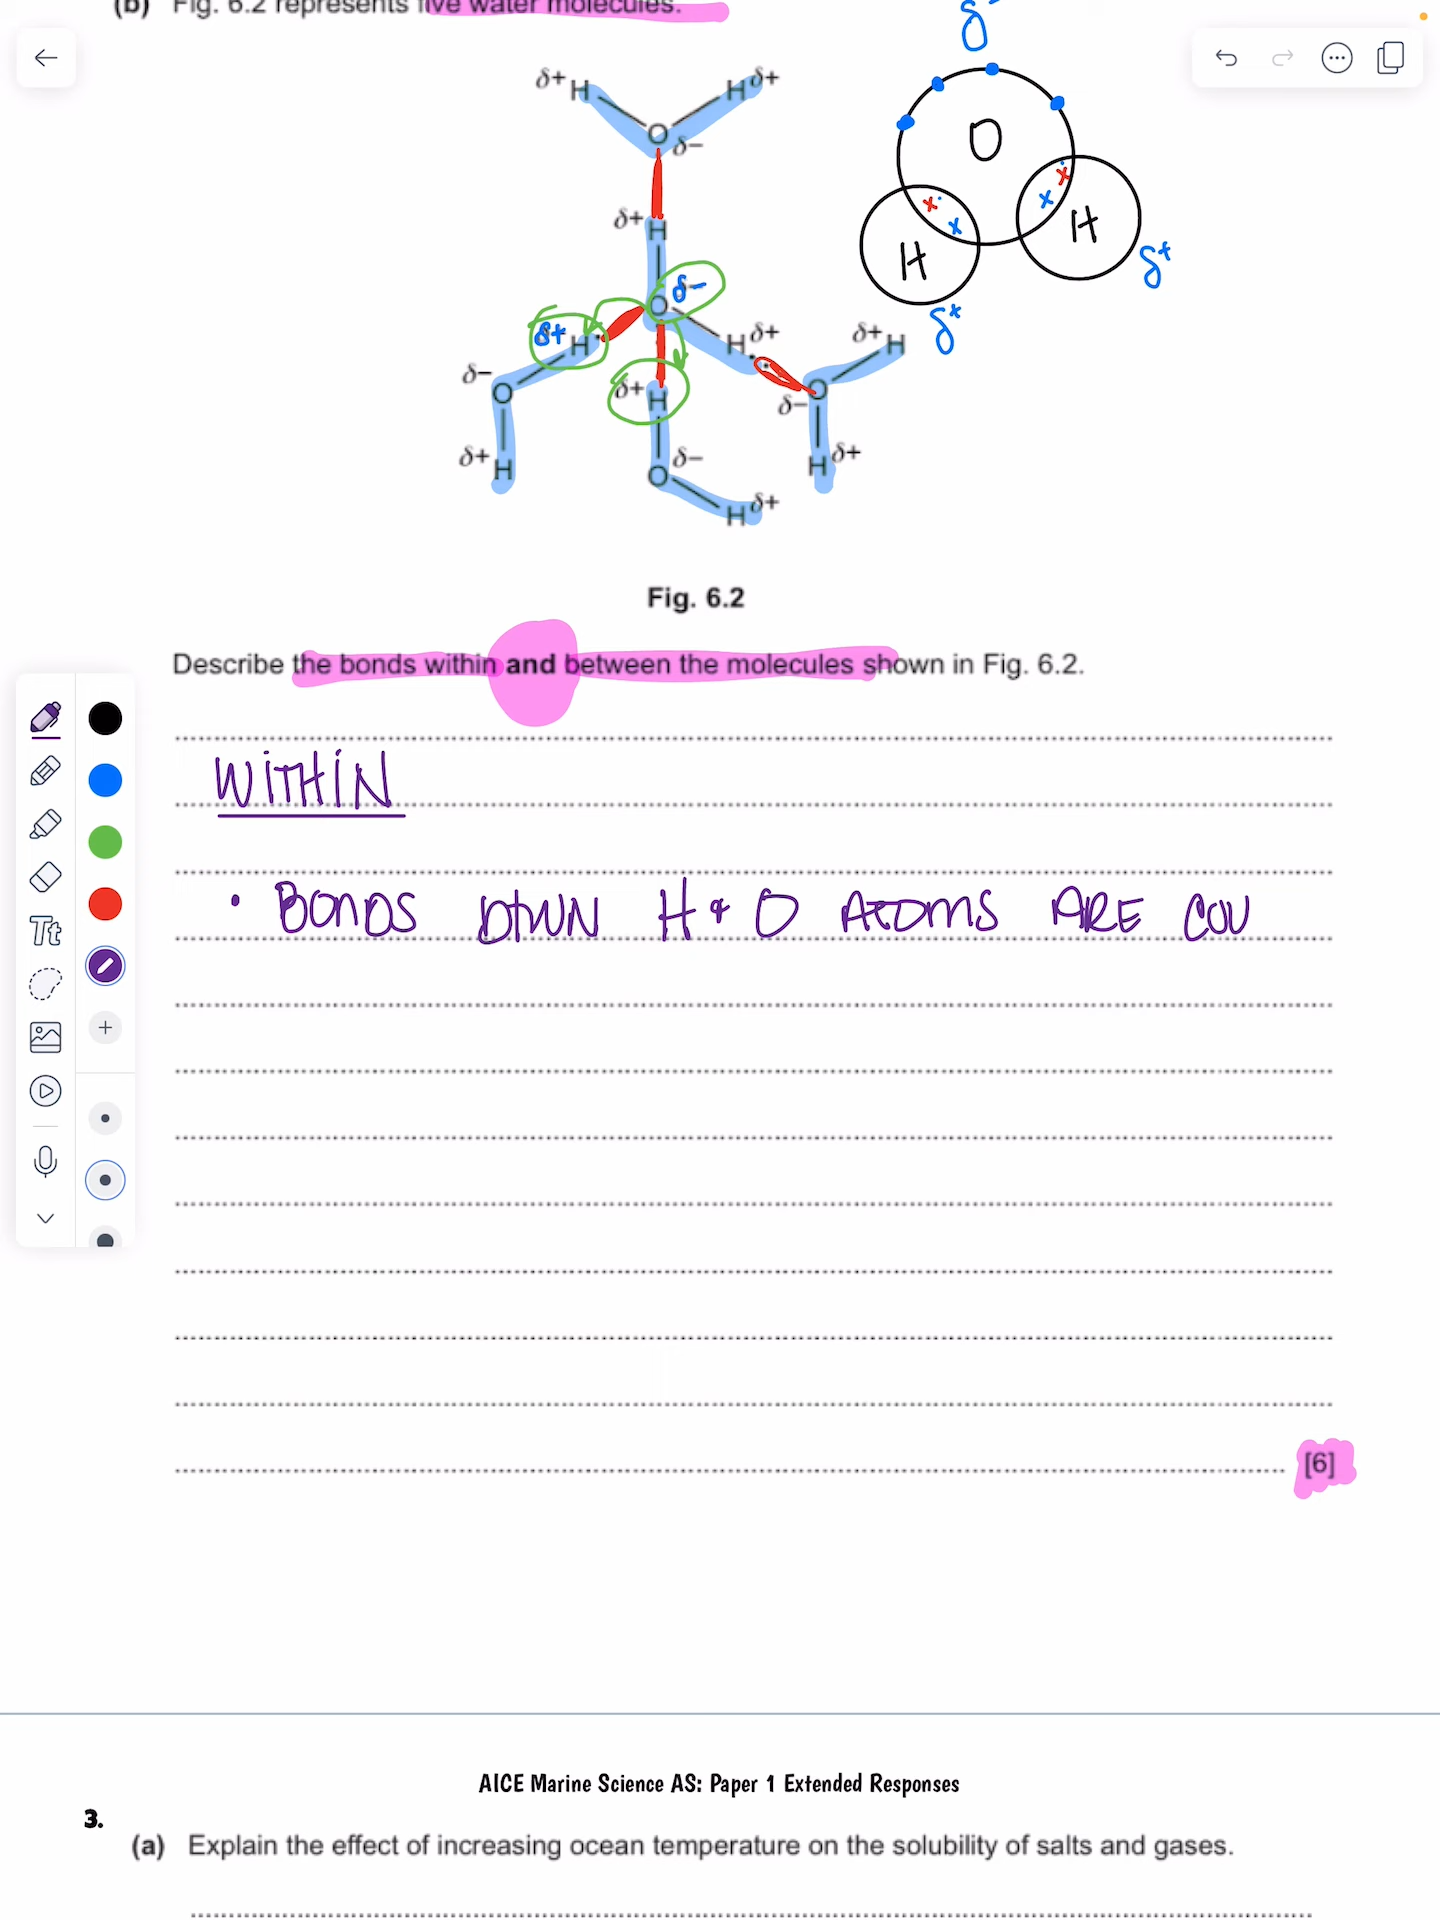 (b) Fig. 6.2 represents five water molecules.
δ-
δ+ H H δ+
O δ-
O
δ+ H
H H
δ+
δ+
O δ-
δ+ H H δ+ δ+ H
δ- O δ+ H δ- O
δ+ H O δ- H δ+
H δ+
Fig. 6.2
Describe the bonds within and between the molecules shown in Fig. 6.2.
WITHIN
• BONDS BTWN H & O ATOMS ARE COV
Tt
[6]
AICE Marine Science AS: Paper 1 Extended Responses
3.
(a) Explain the effect of increasing ocean temperature on the solubility of salts and gases.